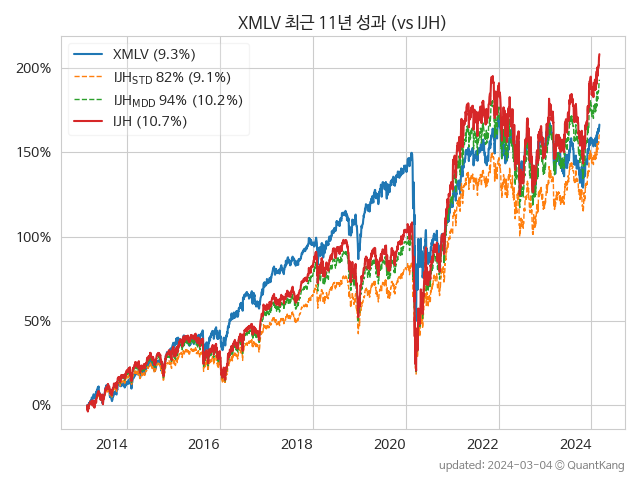 XMLV 최근 11년 성과 (vs IJH)
XMLV (9.3%)
IJH_STD 82% (9.1%)
IJH_MDD 94% (10.2%)
IJH (10.7%)
200%
150%
100%
50%
0%
2014 2016 2018 2020 2022 2024
updated: 2024-03-04 © QuantKang